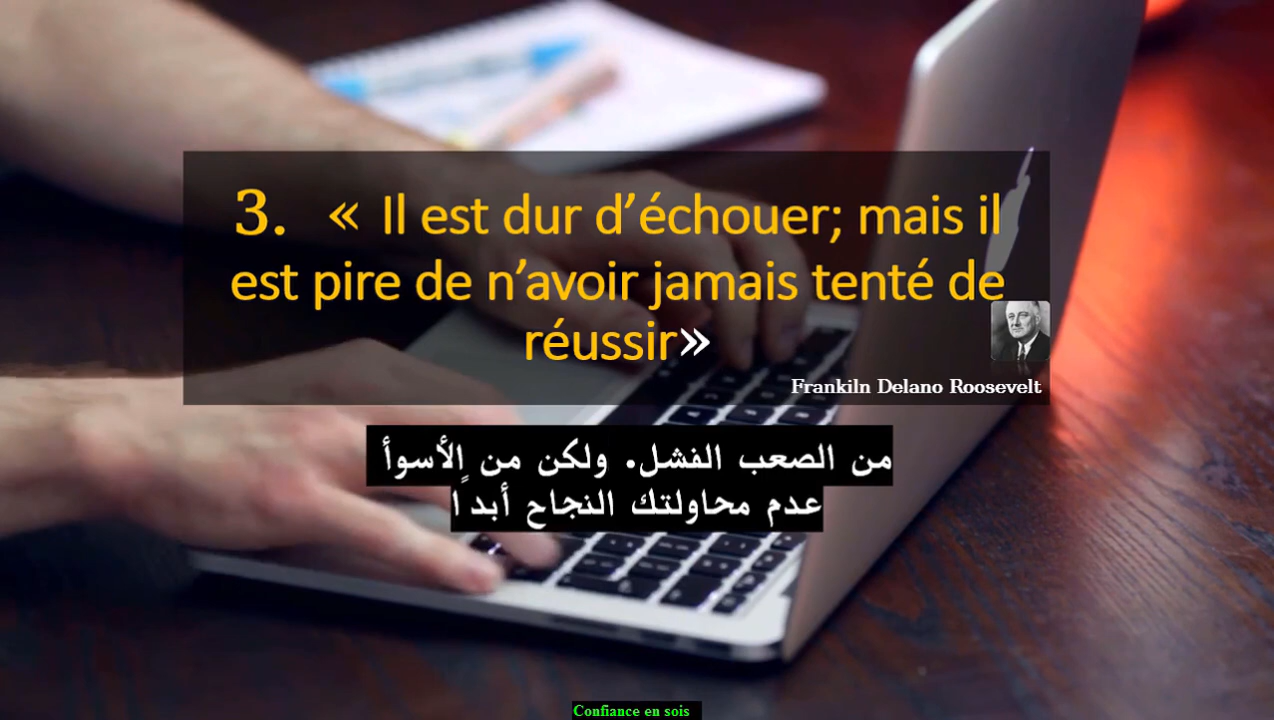 3. « Il est dur d’échouer; mais il
est pire de n’avoir jamais tenté de
réussir»
Frankiln Delano Roosevelt
من الصعب الفشل. ولكن من الأسوأ
عدم محاولتك النجاح أبداً
Confiance en sois